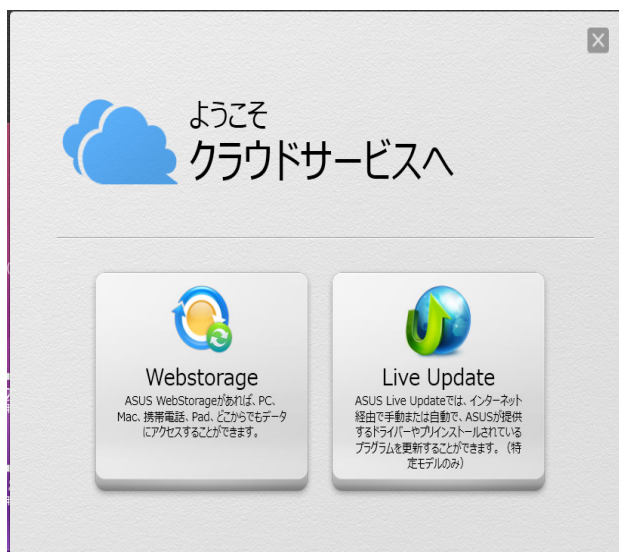 ようこそ
クラウドサービスへ
Webstorage
ASUS WebStorageがあれば、PC、
Mac、携帯電話、Pad、どこからでもデータ
にアクセスすることができます。
Live Update
ASUS Live Updateでは、インターネット
経由で手動または自動で、ASUSが提供
するドライバーやプリインストールされている
プログラムを更新することができます。（特
定モデルのみ）